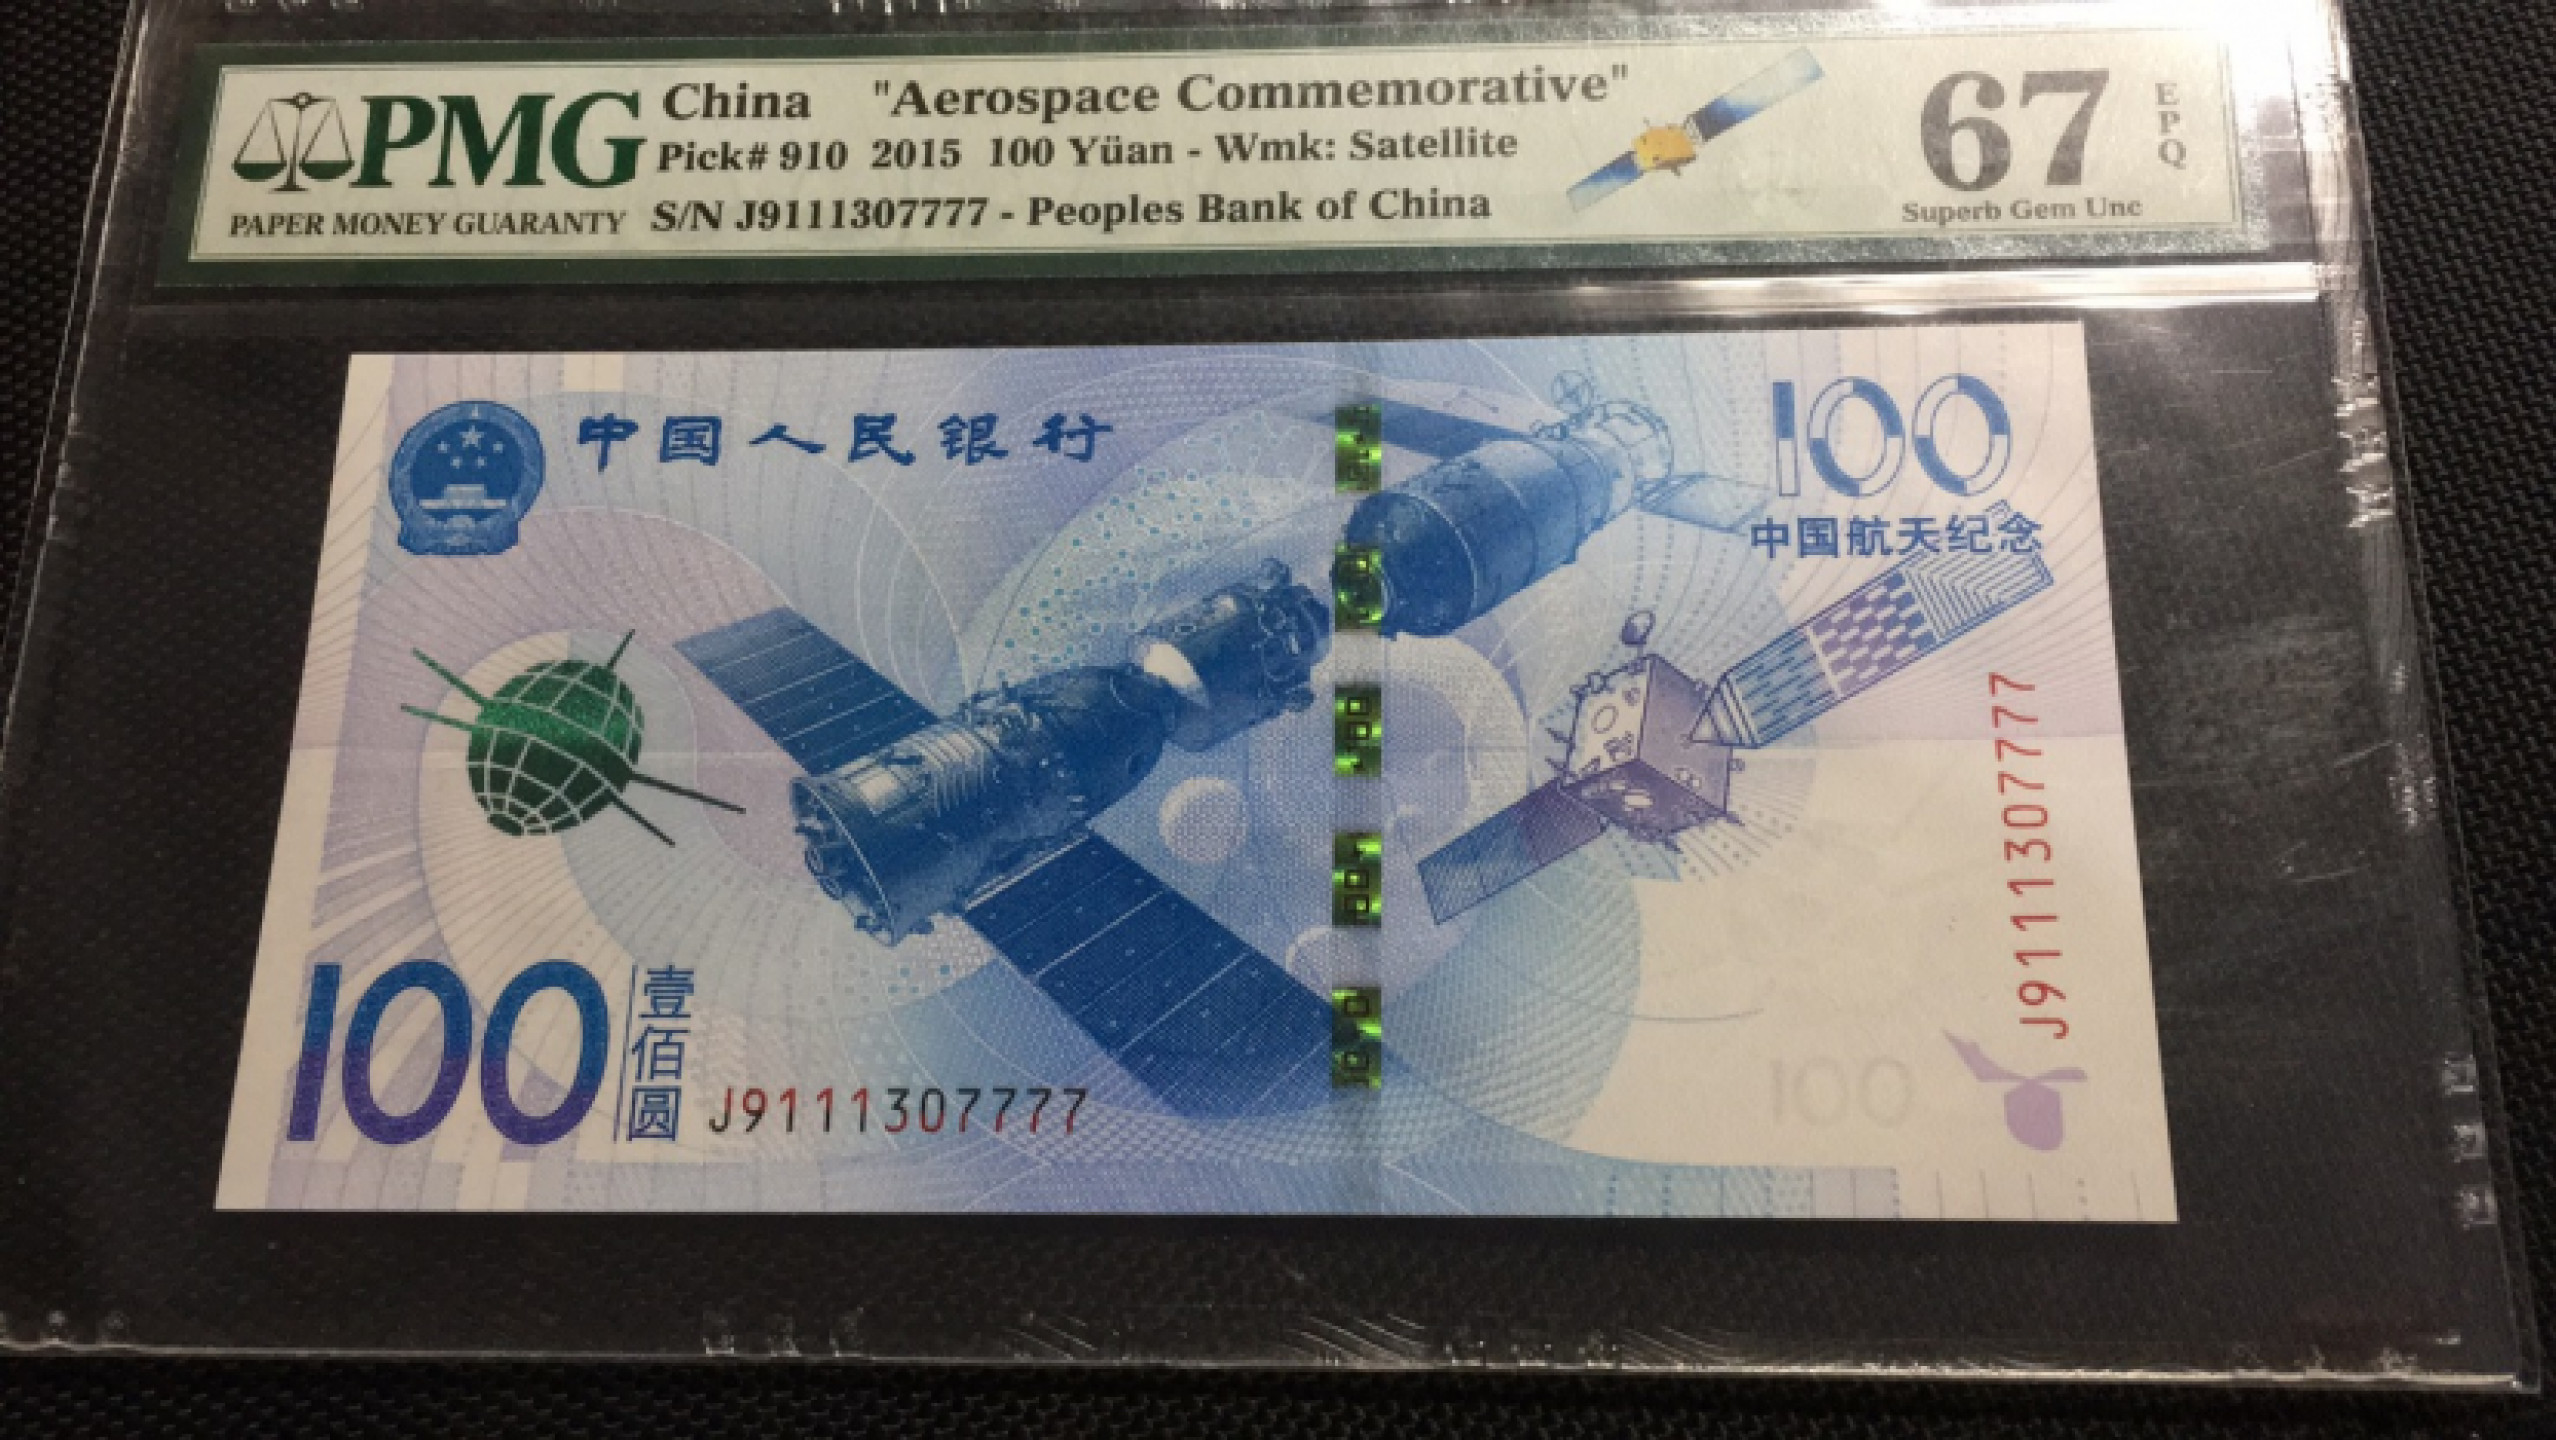 PMG
PAPER MONEY GUARANTY
China "Aerospace Commemorative"
Pick# 910 2015 100 Yüan - Wmk: Satellite
S/N J9111307777 - Peoples Bank of China
67
EPQ
Superb Gem Unc
中国人民银行
100
中国航天纪念
J9111307777
100
壹佰圆
J9111307777
100